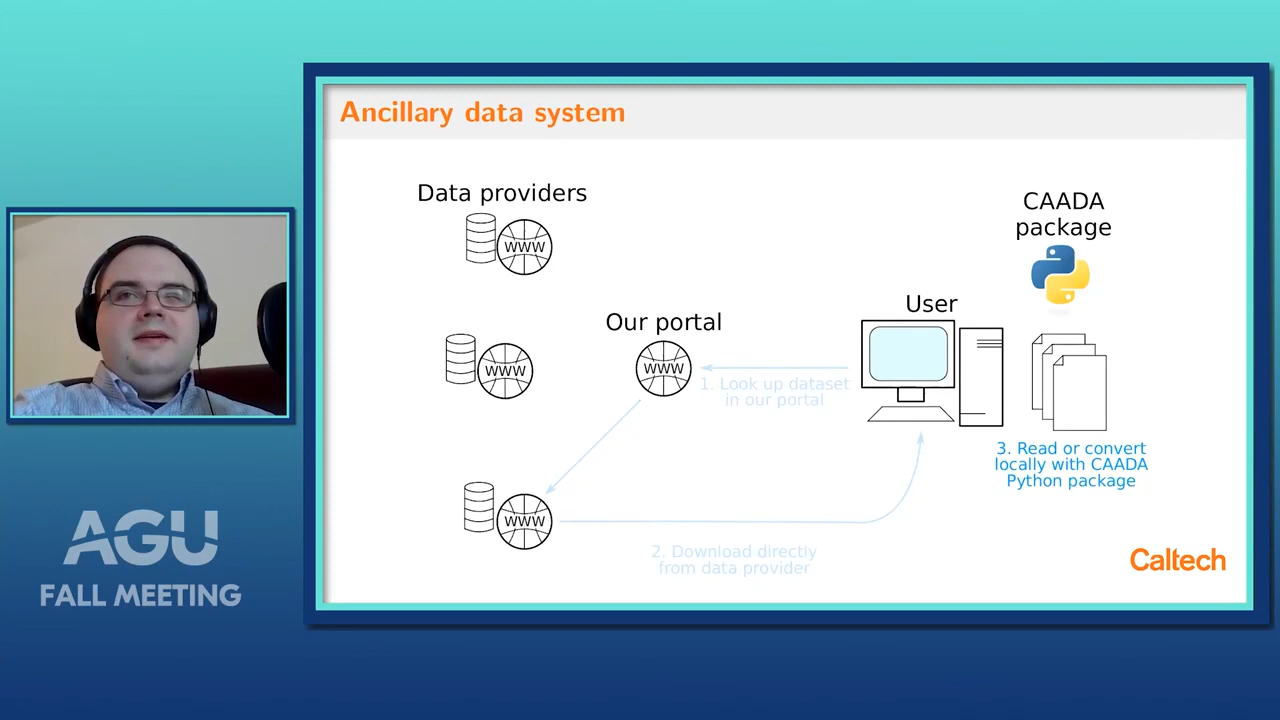 Ancillary data system
Data providers
WWW
CAADA
package
User
Our portal
WWW
WWW
1. Look up dataset
in our portal
3. Read or convert
locally with CAADA
Python package
WWW
2. Download directly
from data provider
Caltech
AGU
FALL MEETING